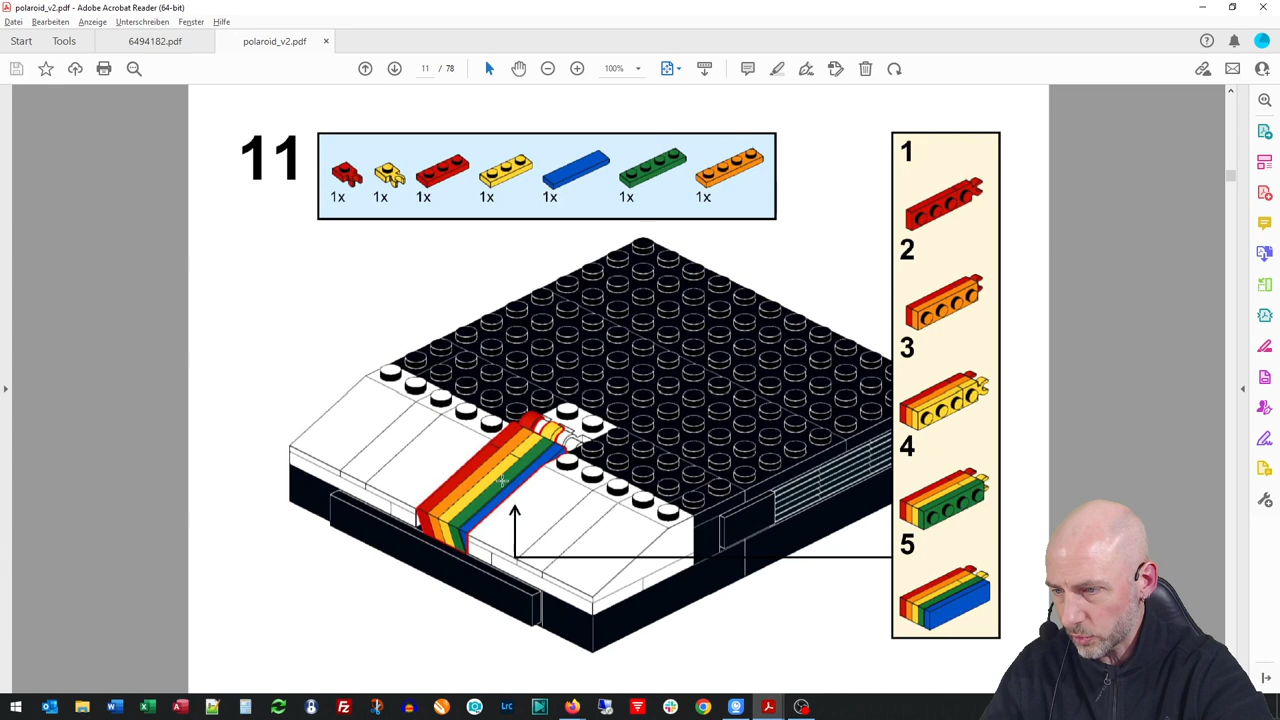 polaroid_v2.pdf - Adobe Acrobat Reader (64-bit)
Datei Bearbeiten Anzeige Unterschreiben Fenster Hilfe
Start Tools 6494182.pdf polaroid_v2.pdf
11 / 78 100%
11
1x 1x 1x 1x 1x 1x 1x
1
2
3
4
5
Lrc